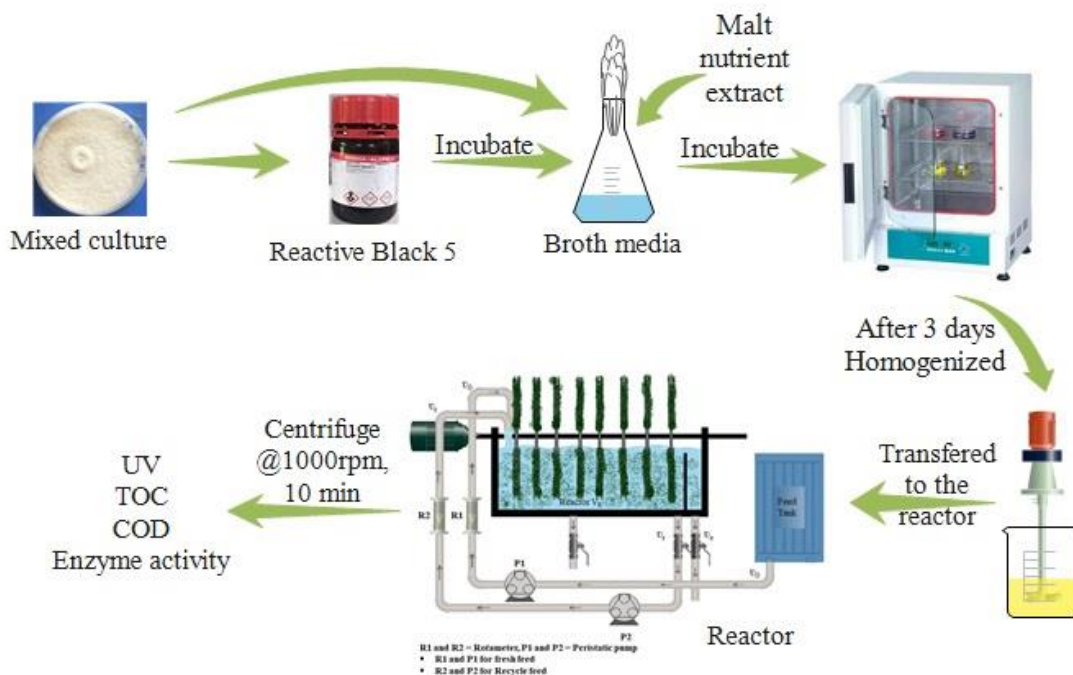 Malt
nutrient
extract
Incubate
Incubate
Mixed culture
Reactive Black 5
Broth media
After 3 days
Homogenized
Centrifuge
@1000rpm,
10 min
UV
TOC
COD
Enzyme activity
R2
R1
Reactor
Feed
Tank
Transfered
to the
reactor
P1
P2
Reactor
R1 and R2 = Rotameter, P1 and P2 = Peristatic pump
• R1 and P1 for fresh feed
• R2 and P2 for Recycle feed